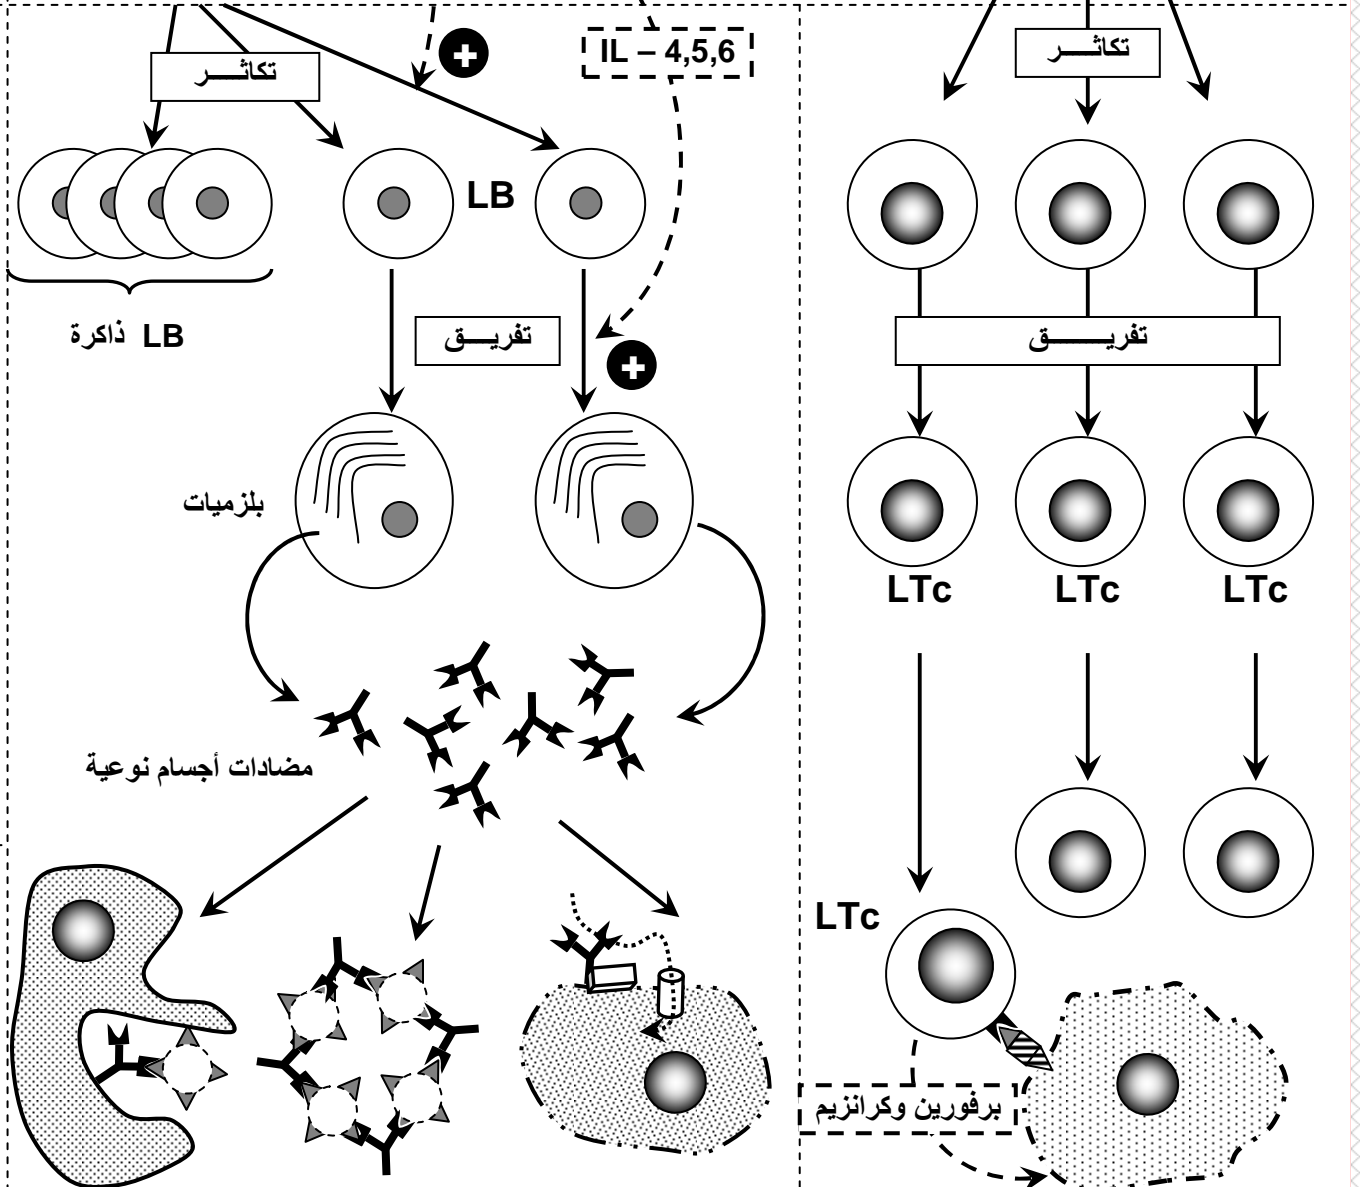 تكاثـــر
IL – 4,5,6
تكاثـــر
LB
LB ذاكرة
تفريـــق
تفريـــــــق
بلزميات
LTc
LTc
LTc
مضادات أجسام نوعية
LTc
برفورين وكرانزيم